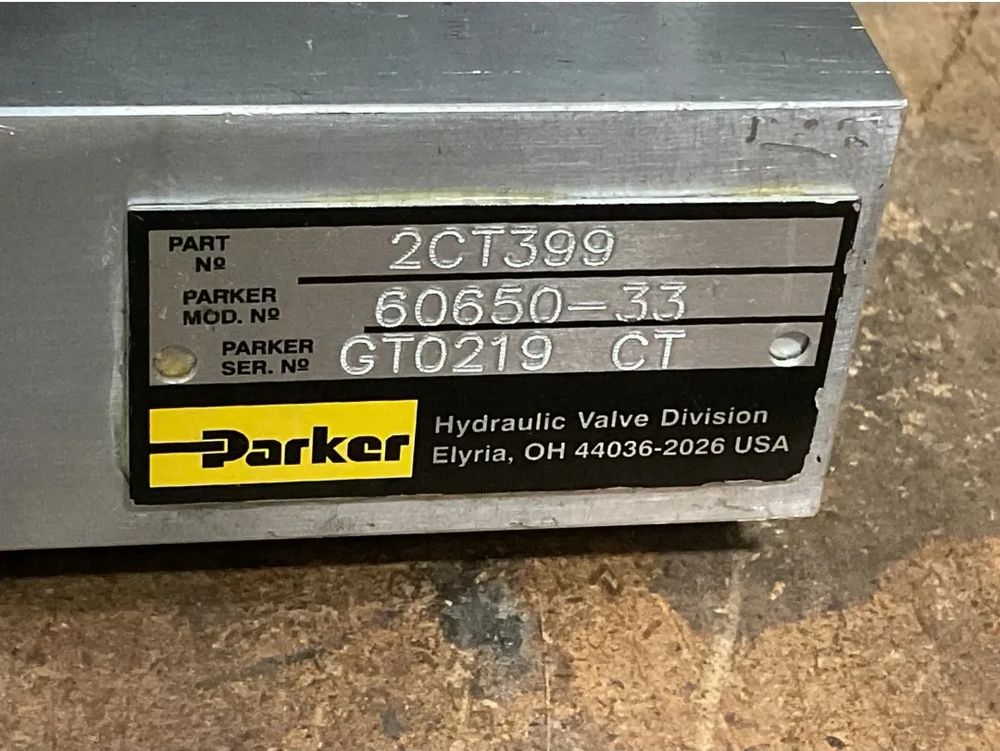 PART
Nº
2CT399
PARKER
MOD. Nº
60650-33
PARKER
SER. Nº
GT0219 CT
Parker
Hydraulic Valve Division
Elyria, OH 44036-2026 USA